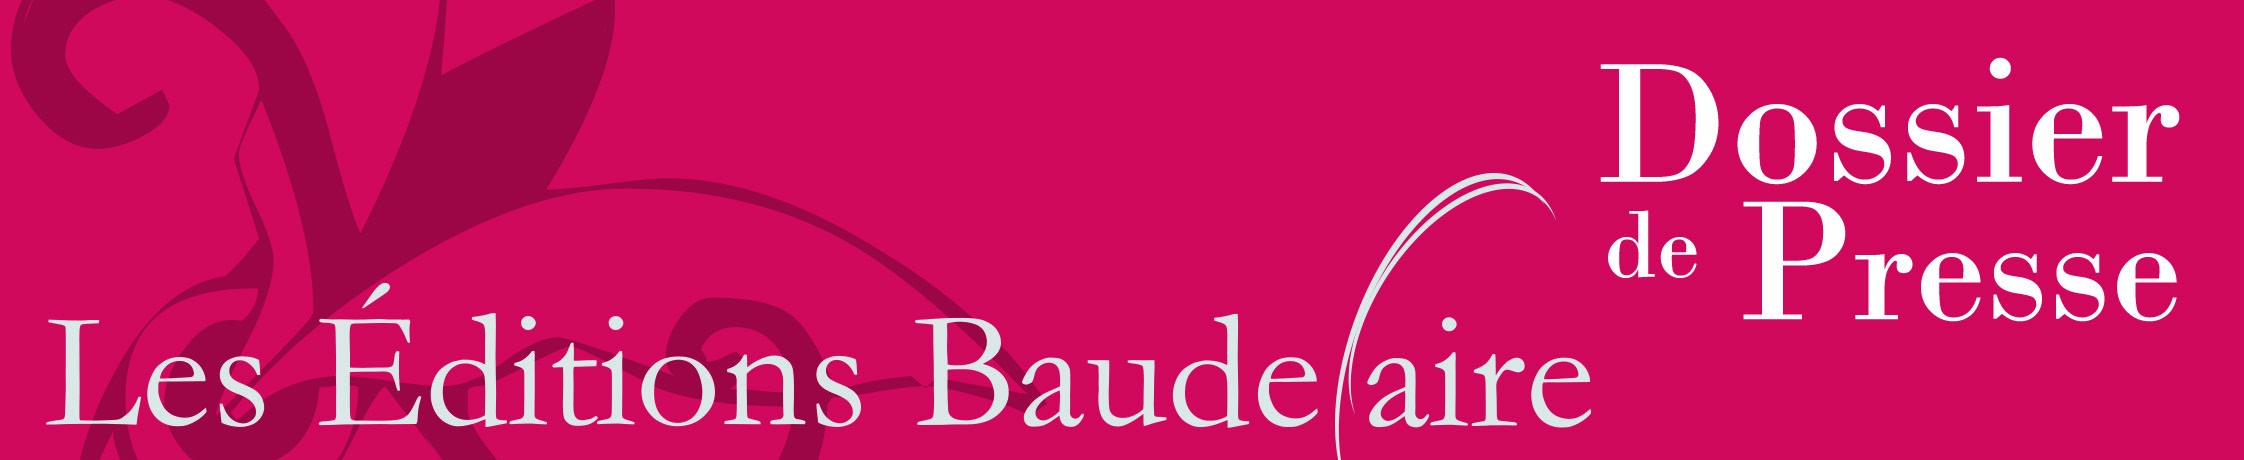 Dossier
de Presse
Les Éditions Baudelaire